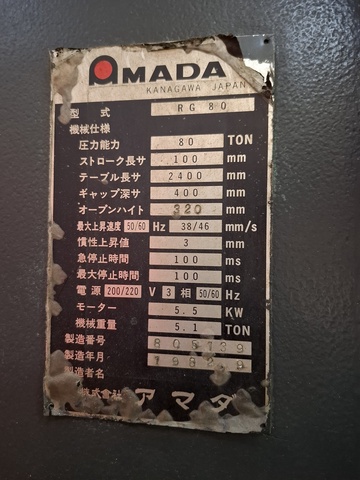 AMADA
KANAGAWA JAPAN
型式 RG 80
機械仕様
圧力能力 80 TON
ストローク長サ 100 mm
テーブル長サ 2400 mm
ギャップ深サ 400 mm
オープンハイト 320 mm
最大上昇速度 50/60 Hz 38/46 mm/s
慣性上昇値 3 mm
急停止時間 100 ms
最大停止時間 100 ms
電源 200/220 V 3 相 50/60 Hz
モーター 5.5 KW
機械重量 5.1 TON
製造番号
製造年月 1982.9
製造者名
株式会社 アマダ